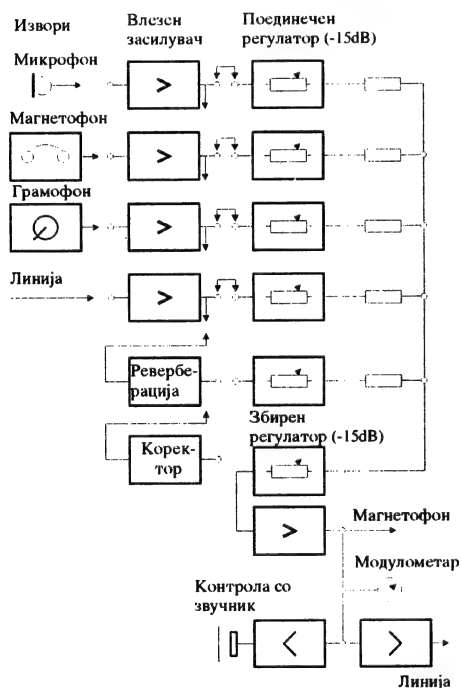 Извори
Влезен
засилувач
Поединечен
регулатор (-15dB)
Микрофон
Магнетофон
Грамофон
Линија
Ревербе-
рација
Корек-
тор
Збирен
регулатор (-15dB)
Магнетофон
Модулометар
Контрола со
звучник
Линија